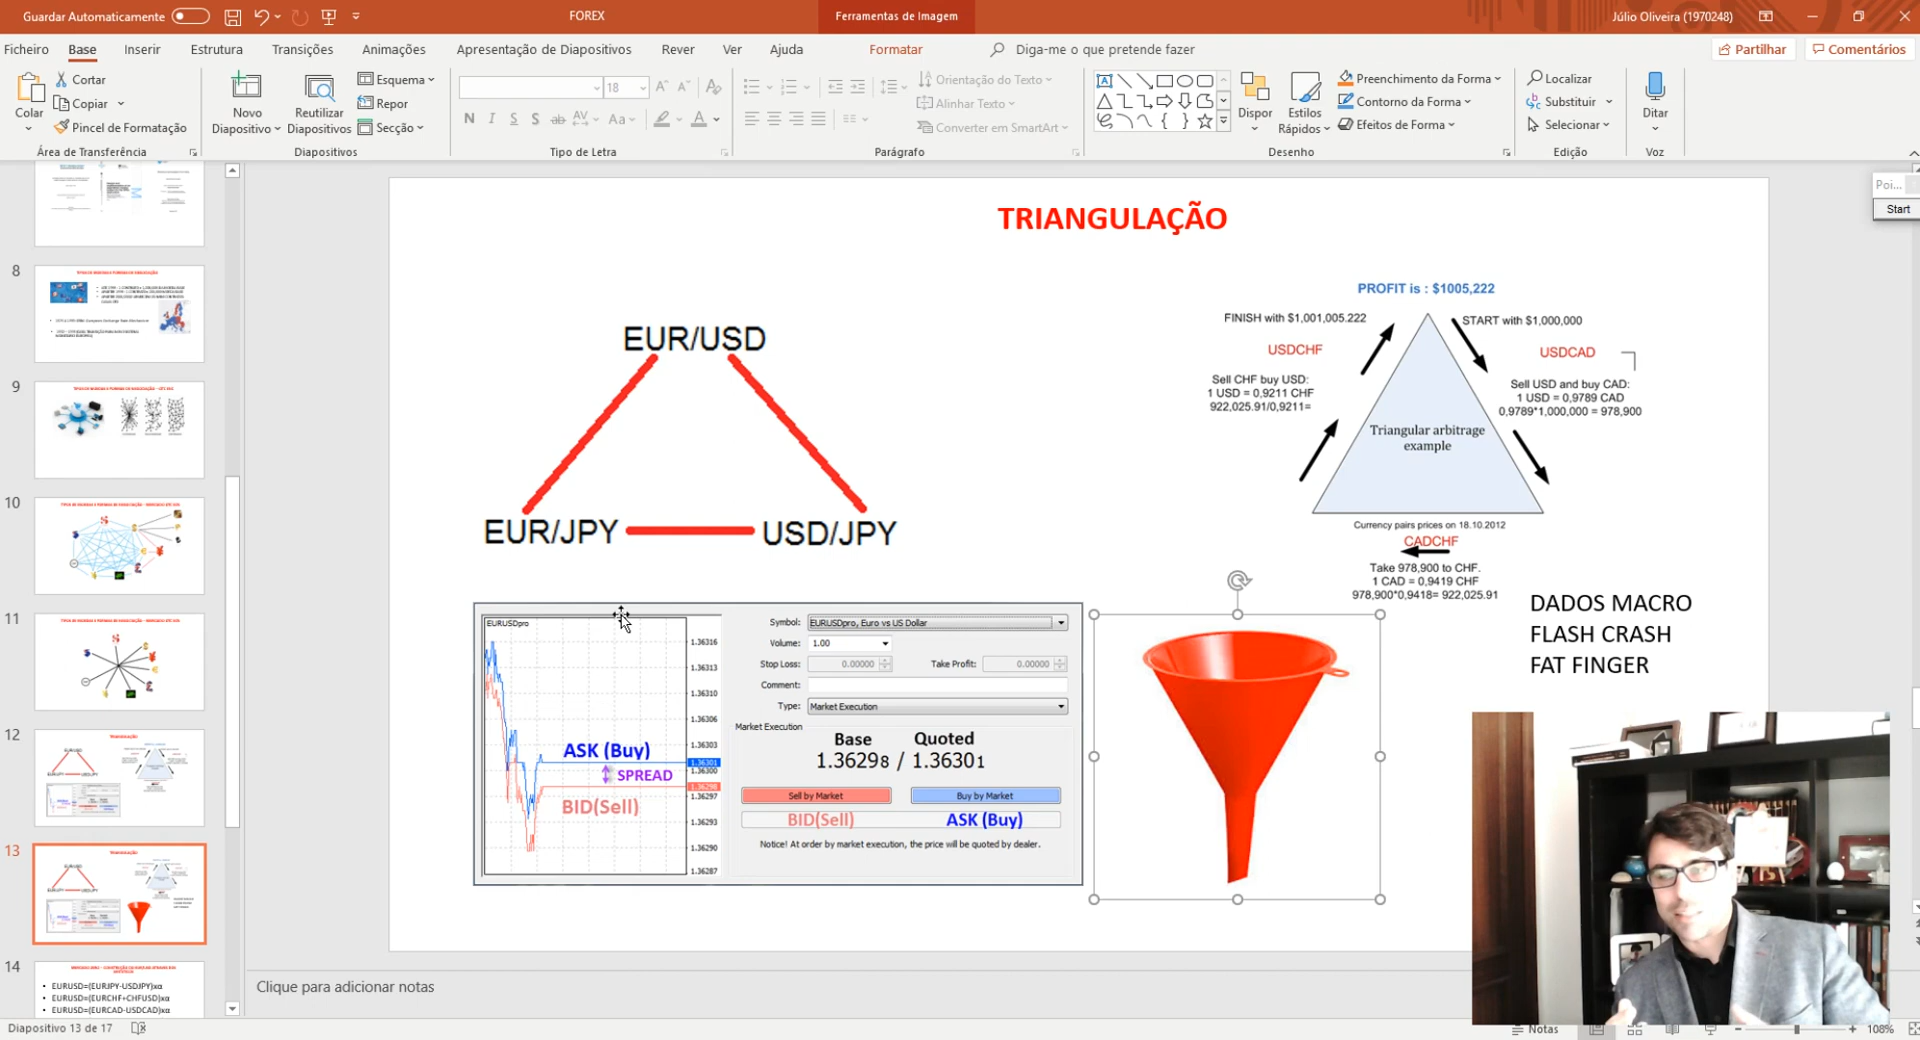 Guardar Automaticamente
FOREX
Ferramentas de Imagem
Júlio Oliveira (1970248)
Ficheiro
Base
Inserir
Estrutura
Transições
Animações
Apresentação de Diapositivos
Rever
Ver
Ajuda
Formatar
Diga-me o que pretende fazer
Partilhar
Comentários
Colar
Cortar
Copiar
Pincel de Formatação
Área de Transferência
Novo
Diapositivo
Reutilizar
Diapositivos
Esquema
Repor
Secção
Diapositivos
18
N I S S ab AV Aa A
Tipo de Letra
Orientação do Texto
Alinhar Texto
Converter em SmartArt
Parágrafo
Dispor
Estilos
Rápidos
Preenchimento da Forma
Contorno da Forma
Efeitos de Forma
Desenho
Localizar
Substituir
Selecionar
Edição
Ditar
Voz
Poi...
Start
8
9
10
11
12
13
14
EURUSD=(EURJPY-USDJPY)xα
EURUSD=(EURCHF+CHFUSD)xα
EURUSD=(EURCAD-USDCAD)xα
TRIANGULAÇÃO
EUR/USD
EUR/JPY
USD/JPY
PROFIT is : $1005,222
FINISH with $1,001,005.222
START with $1,000,000
USDCHF
USDCAD
Sell CHF buy USD:
1 USD = 0,9211 CHF
922,025.91/0,9211=
Sell USD and buy CAD:
1 USD = 0,9789 CAD
0,9789*1,000,000 = 978,900
Triangular arbitrage
example
Currency pairs prices on 18.10.2012
CADCHF
Take 978,900 to CHF.
1 CAD = 0,9419 CHF
978,900*0,9418= 922,025.91
DADOS MACRO
FLASH CRASH
FAT FINGER
EURUSDpro
1.36316
1.36313
1.36310
1.36306
1.36303
1.36301
1.36300
1.36298
1.36297
1.36293
1.36290
1.36287
ASK (Buy)
SPREAD
BID(Sell)
Symbol: EURUSDpro, Euro vs US Dollar
Volume: 1.00
Stop Loss: 0.00000 Take Profit: 0.00000
Comment:
Type: Market Execution
Market Execution
Base Quoted
1.36298 / 1.36301
Sell by Market Buy by Market
BID(Sell) ASK (Buy)
Notice! At order by market execution, the price will be quoted by dealer.
Clique para adicionar notas
Diapositivo 13 de 17
Notas
108%